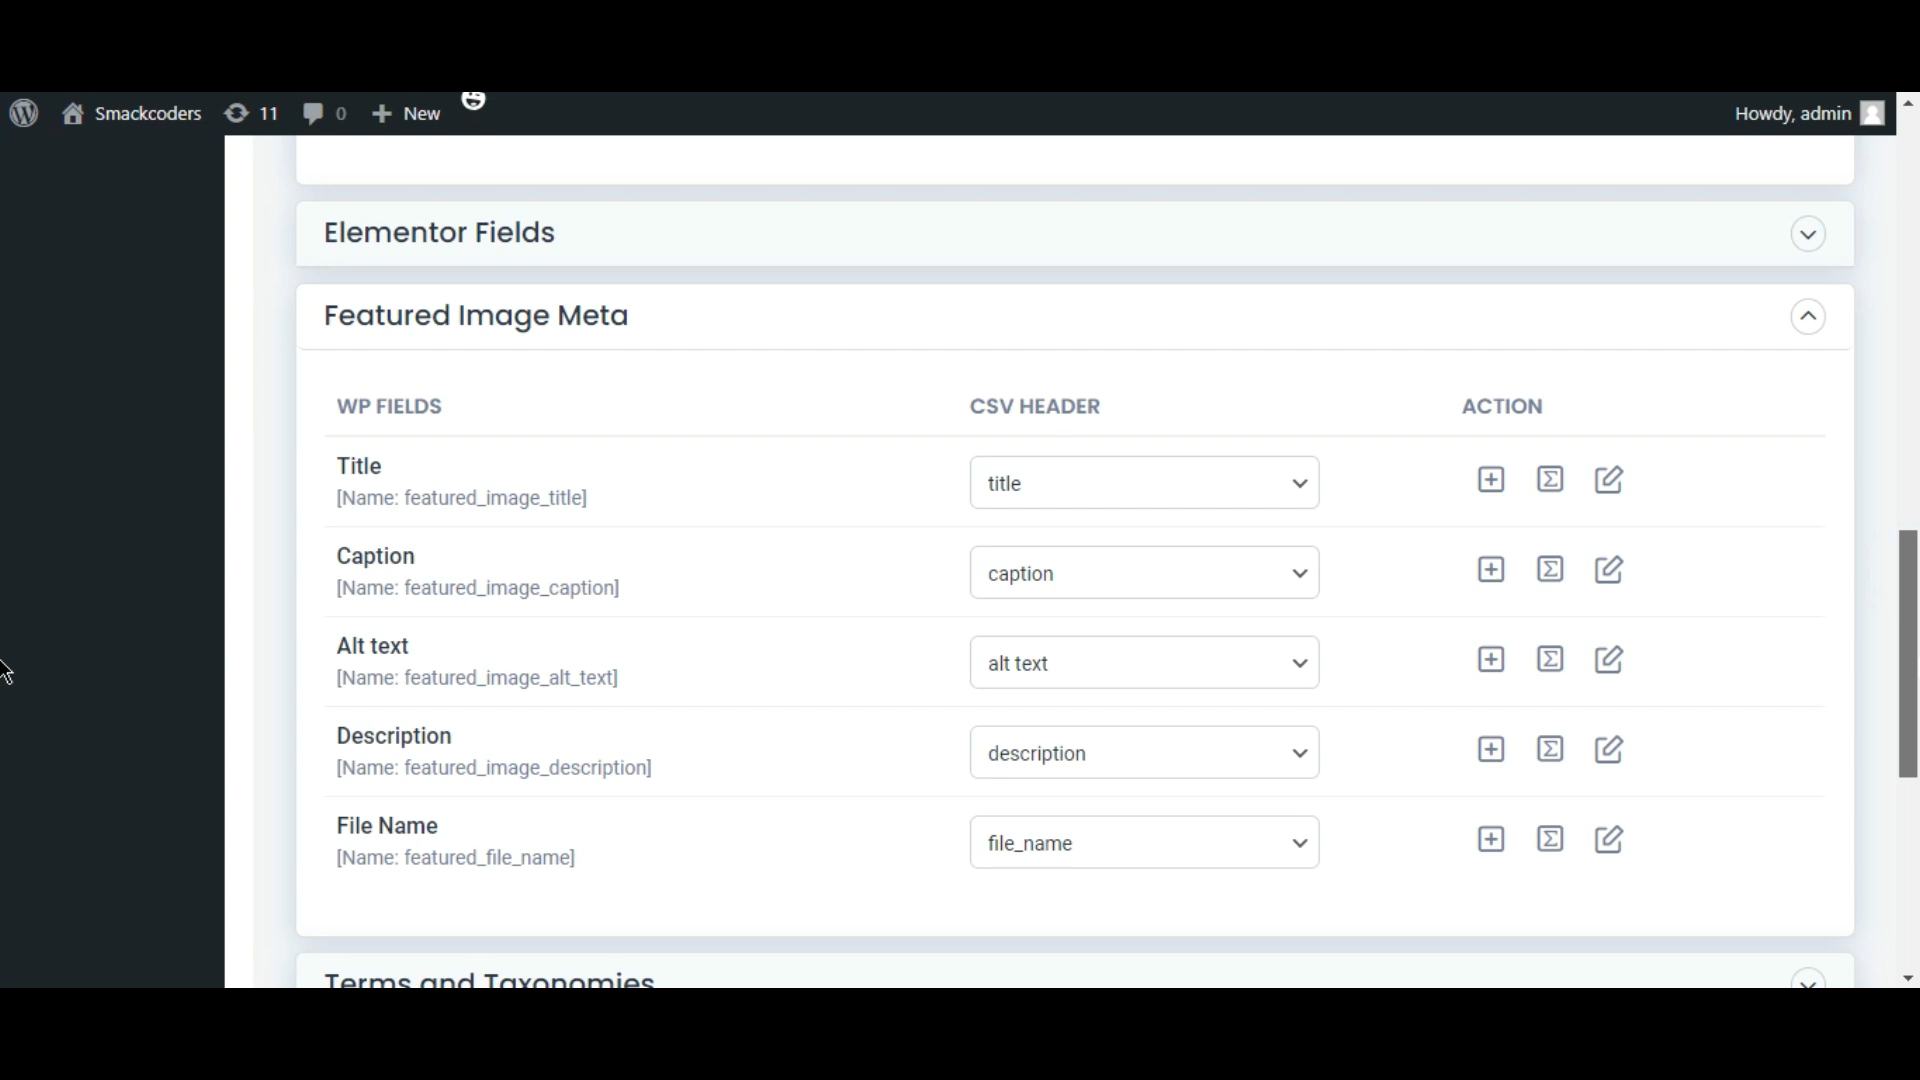 Smackcoders 11 0 New Howdy, admin
Elementor Fields
Featured Image Meta
WP FIELDS CSV HEADER ACTION
Title
[Name: featured_image_title]
title
Caption
[Name: featured_image_caption]
caption
Alt text
[Name: featured_image_alt_text]
alt text
Description
[Name: featured_image_description]
description
File Name
[Name: featured_file_name]
file_name
Terms and Taxonomies